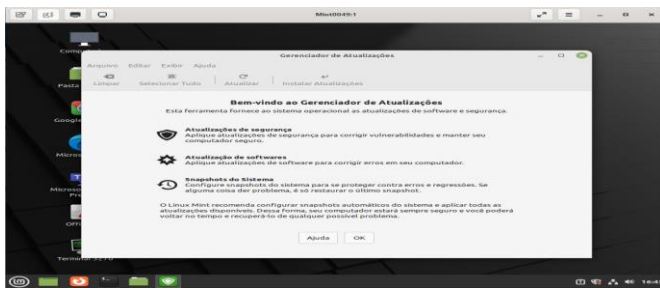 Mint0049:1
Gerenciador de Atualizações
Arquivo Editar Exibir Ajuda
Limpar Selecionar Tudo Atualizar Instalar Atualizações
Bem-vindo ao Gerenciador de Atualizações
Esta ferramenta fornece ao sistema operacional as atualizações de software e segurança.
Atualizações de segurança
Aplique atualizações de segurança para corrigir vulnerabilidades e manter seu
computador seguro.
Atualização de softwares
Aplique atualizações de software para corrigir erros em seu computador.
Snapshots do Sistema
Configure snapshots do sistema para se proteger contra erros e regressões. Se
alguma coisa der problema, é só restaurar o último snapshot.
O Linux Mint recomenda configurar snapshots automáticos do sistema e aplicar todas as
atualizações disponíveis. Dessa forma, seu computador estará sempre seguro e você poderá
voltar no tempo e recuperá-lo de qualquer possível problema.
Ajuda OK
Pasta
Google
Micros
Micros
Terminal 3270